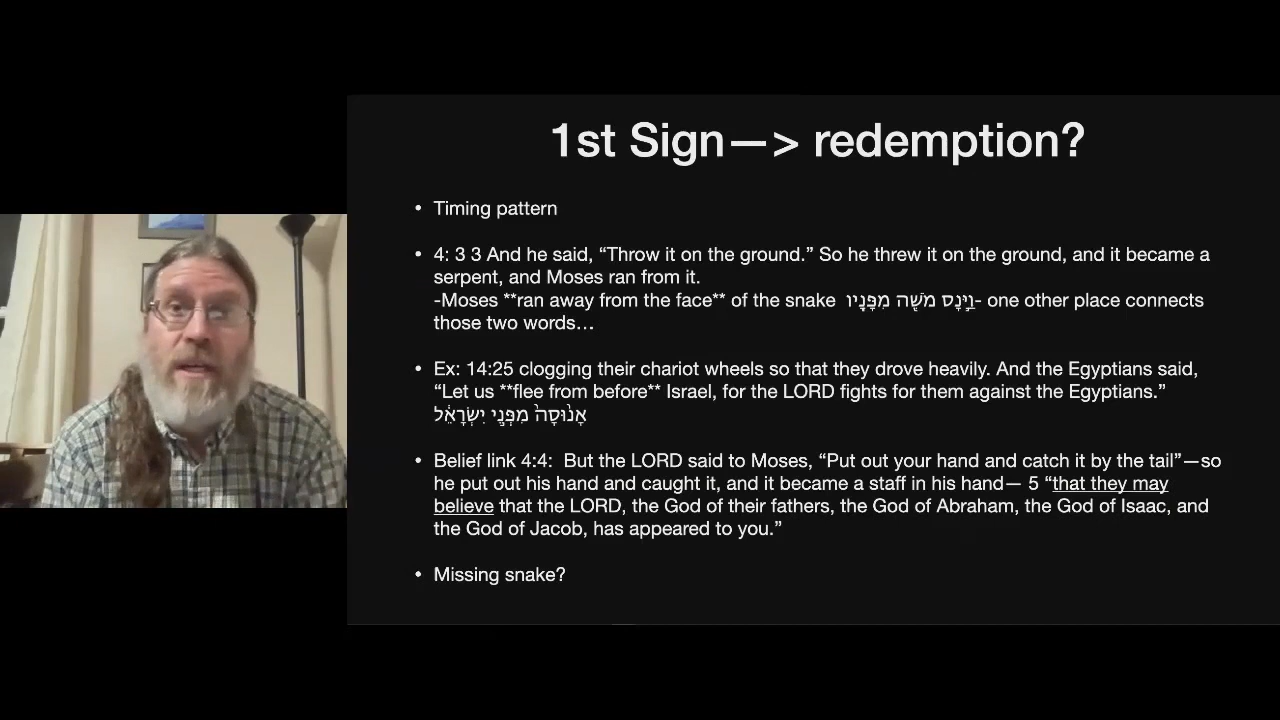 1st Sign—> redemption?
• Timing pattern
• 4: 3 3 And he said, “Throw it on the ground.” So he threw it on the ground, and it became a
serpent, and Moses ran from it.
-Moses **ran away from the face** of the snake וַיָּ֥נׇס מֹשֶׁ֖ה מִפָּנָֽיו- one other place connects
those two words…
• Ex: 14:25 clogging their chariot wheels so that they drove heavily. And the Egyptians said,
“Let us **flee from before** Israel, for the LORD fights for them against the Egyptians.”
אָנ֙וּסָה֙ מִפְּנֵ֣י יִשְׂרָאֵ֔ל
• Belief link 4:4: But the LORD said to Moses, “Put out your hand and catch it by the tail”—so
he put out his hand and caught it, and it became a staff in his hand— 5 “that they may
believe that the LORD, the God of their fathers, the God of Abraham, the God of Isaac, and
the God of Jacob, has appeared to you.”
• Missing snake?